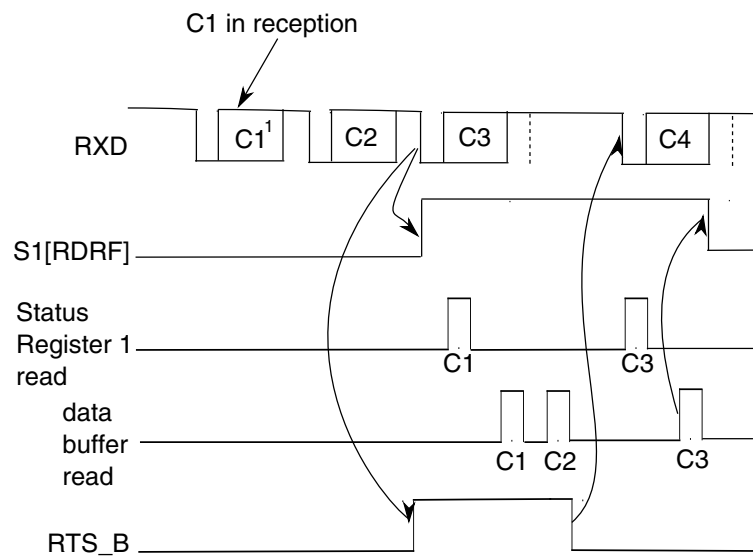 C1 in reception
RXD
C1¹ C2 C3 C4
S1[RDRF]
Status
Register 1
read
C1 C3
data
buffer
read
C1 C2 C3
RTS_B